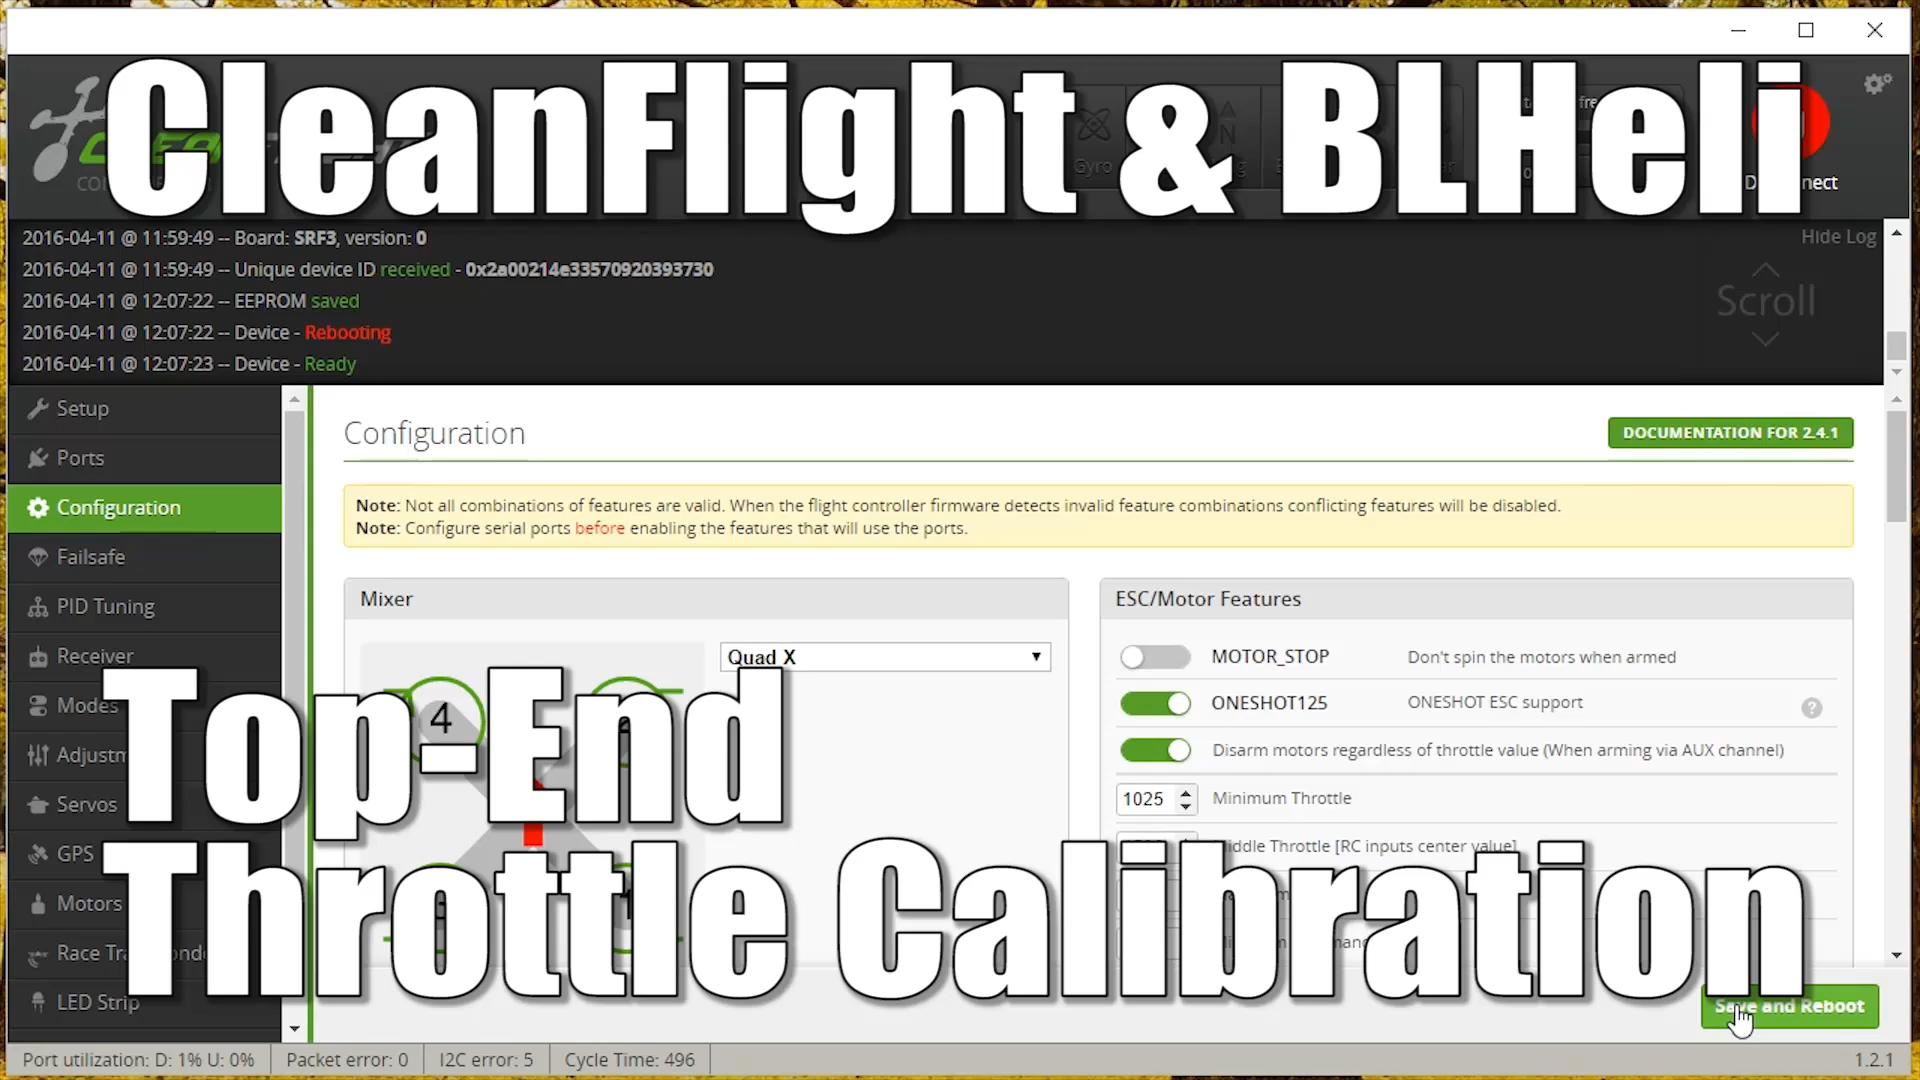 CleanFlight & BLHeli
Gyro
2016-04-11 @ 11:59:49 -- Board: SRF3, version: 0
Hide Log
2016-04-11 @ 11:59:49 -- Unique device ID received - 0x2a00214e33570920393730
2016-04-11 @ 12:07:22 -- EEPROM saved
Scroll
2016-04-11 @ 12:07:22 -- Device - Rebooting
2016-04-11 @ 12:07:23 -- Device - Ready
Setup
Ports
Configuration
Failsafe
PID Tuning
Receiver
Modes
Servos
GPS
Motors
LED Strip
Configuration
DOCUMENTATION FOR 2.4.1
Note: Not all combinations of features are valid. When the flight controller firmware detects invalid feature combinations conflicting features will be disabled.
Note: Configure serial ports before enabling the features that will use the ports.
Mixer
Quad X
4
ESC/Motor Features
MOTOR_STOP Don't spin the motors when armed
ONESHOT125 ONESHOT ESC support
?
Disarm motors regardless of throttle value (When arming via AUX channel)
1025 Minimum Throttle
Throttle [RC inputs center value]
Top-End
Throttle Calibration
Save and Reboot
Port utilization: D: 1% U: 0%
Packet error: 0
I2C error: 5
Cycle Time: 496
1.2.1